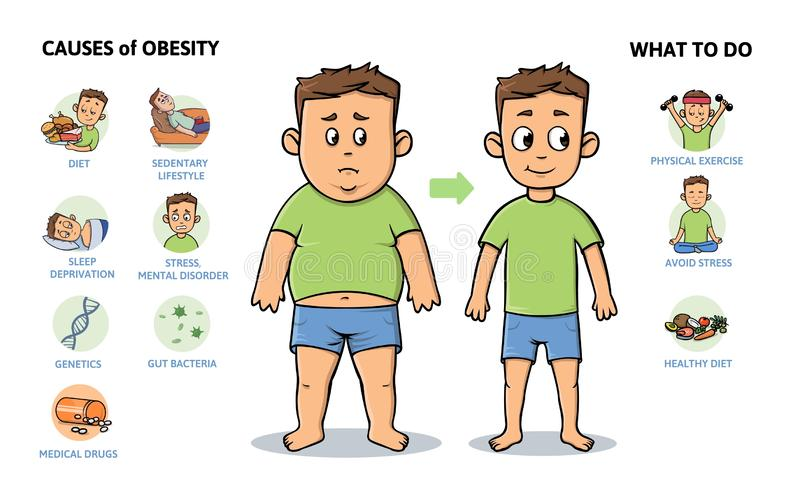 CAUSES of OBESITY
DIET
SEDENTARY
LIFESTYLE
SLEEP
DEPRIVATION
STRESS,
MENTAL DISORDER
GENETICS
GUT BACTERIA
MEDICAL DRUGS
dreamstime
WHAT TO DO
PHYSICAL EXERCISE
AVOID STRESS
HEALTHY DIET